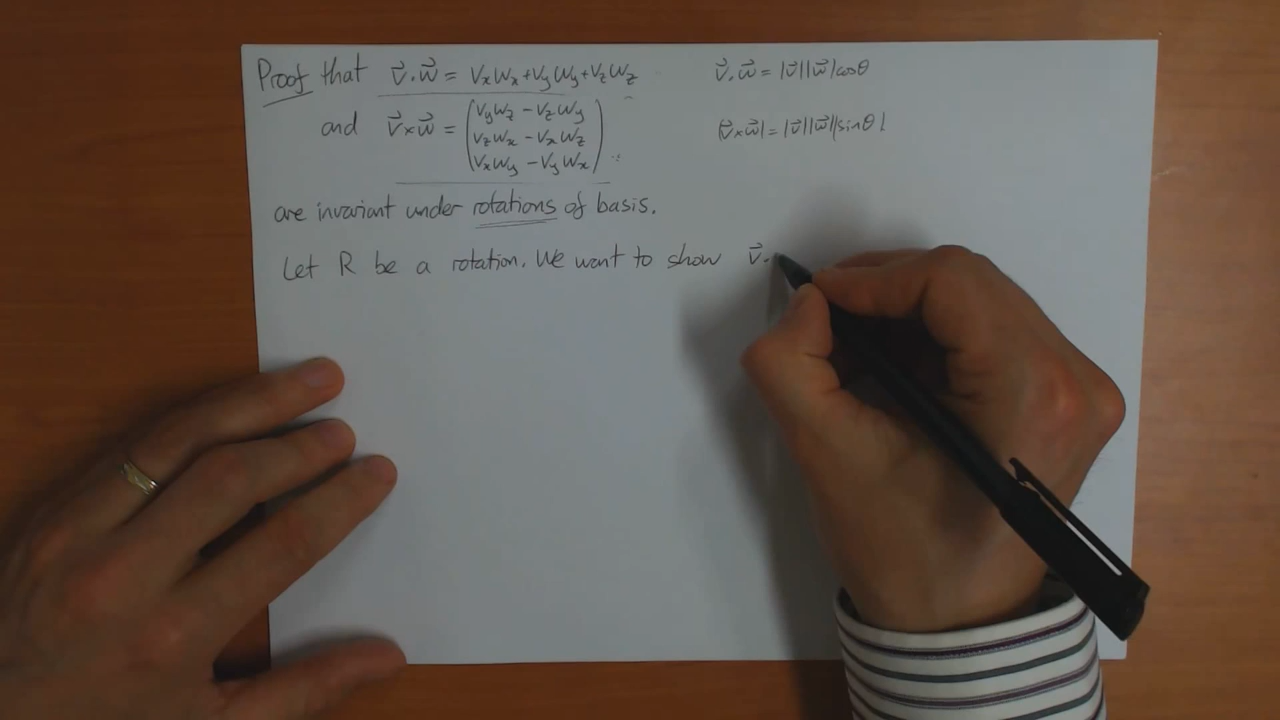 Proof that v⃗.w⃗ = VxWx+VyWy+VzWz
v⃗.w⃗ = |v⃗||w⃗|cosθ
and v⃗×w⃗ = (VyWz - VzWy
VzWx - VxWz
VxWy - VyWx)
|v⃗×w⃗| = |v⃗||w⃗||sinθ|
are invariant under rotations of basis.
Let R be a rotation. We want to show v⃗.